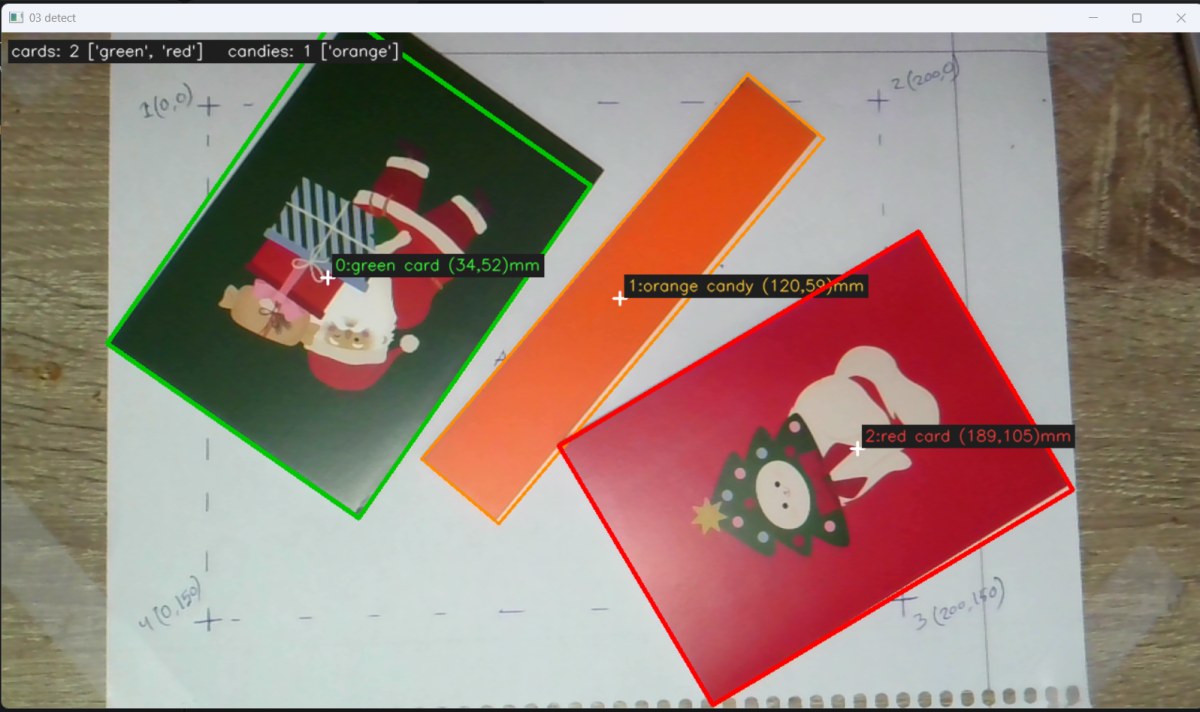 03 detect
cards: 2 ['green', 'red']   candies: 1 ['orange']
1(0,0)
2(200,0)
0:green card (34,52)mm
1:orange candy (120,59)mm
2:red card (189,105)mm
4(0,150)
3(200,150)